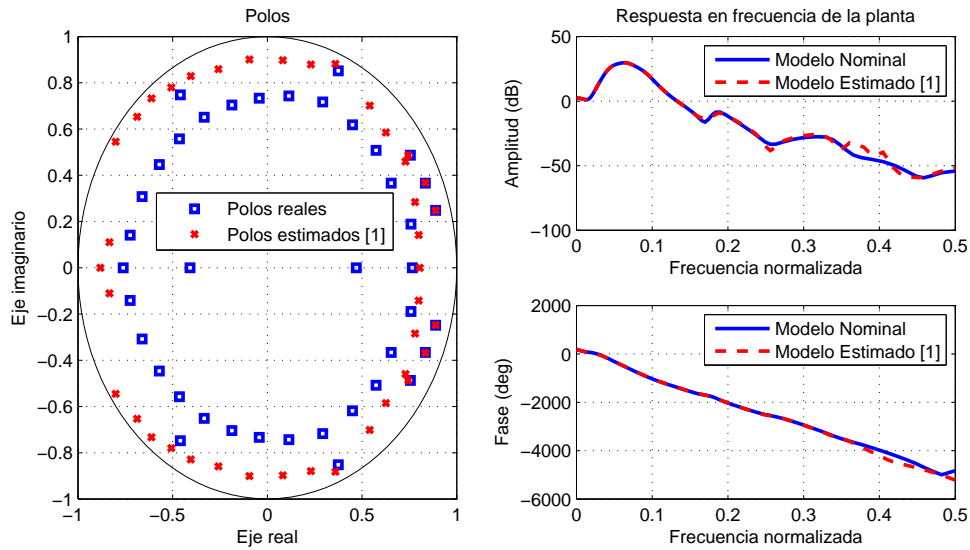 Polos
1
0.8
0.6
0.4
0.2
0
−0.2
−0.4
−0.6
−0.8
−1
Eje imaginario
Polos reales
Polos estimados [1]
−1
−0.5
0
0.5
1
Eje real
Respuesta en frecuencia de la planta
50
0
−50
−100
Amplitud (dB)
Modelo Nominal
Modelo Estimado [1]
0
0.1
0.2
0.3
0.4
0.5
Frecuencia normalizada
2000
0
−2000
−4000
−6000
Fase (deg)
Modelo Nominal
Modelo Estimado [1]
0
0.1
0.2
0.3
0.4
0.5
Frecuencia normalizada